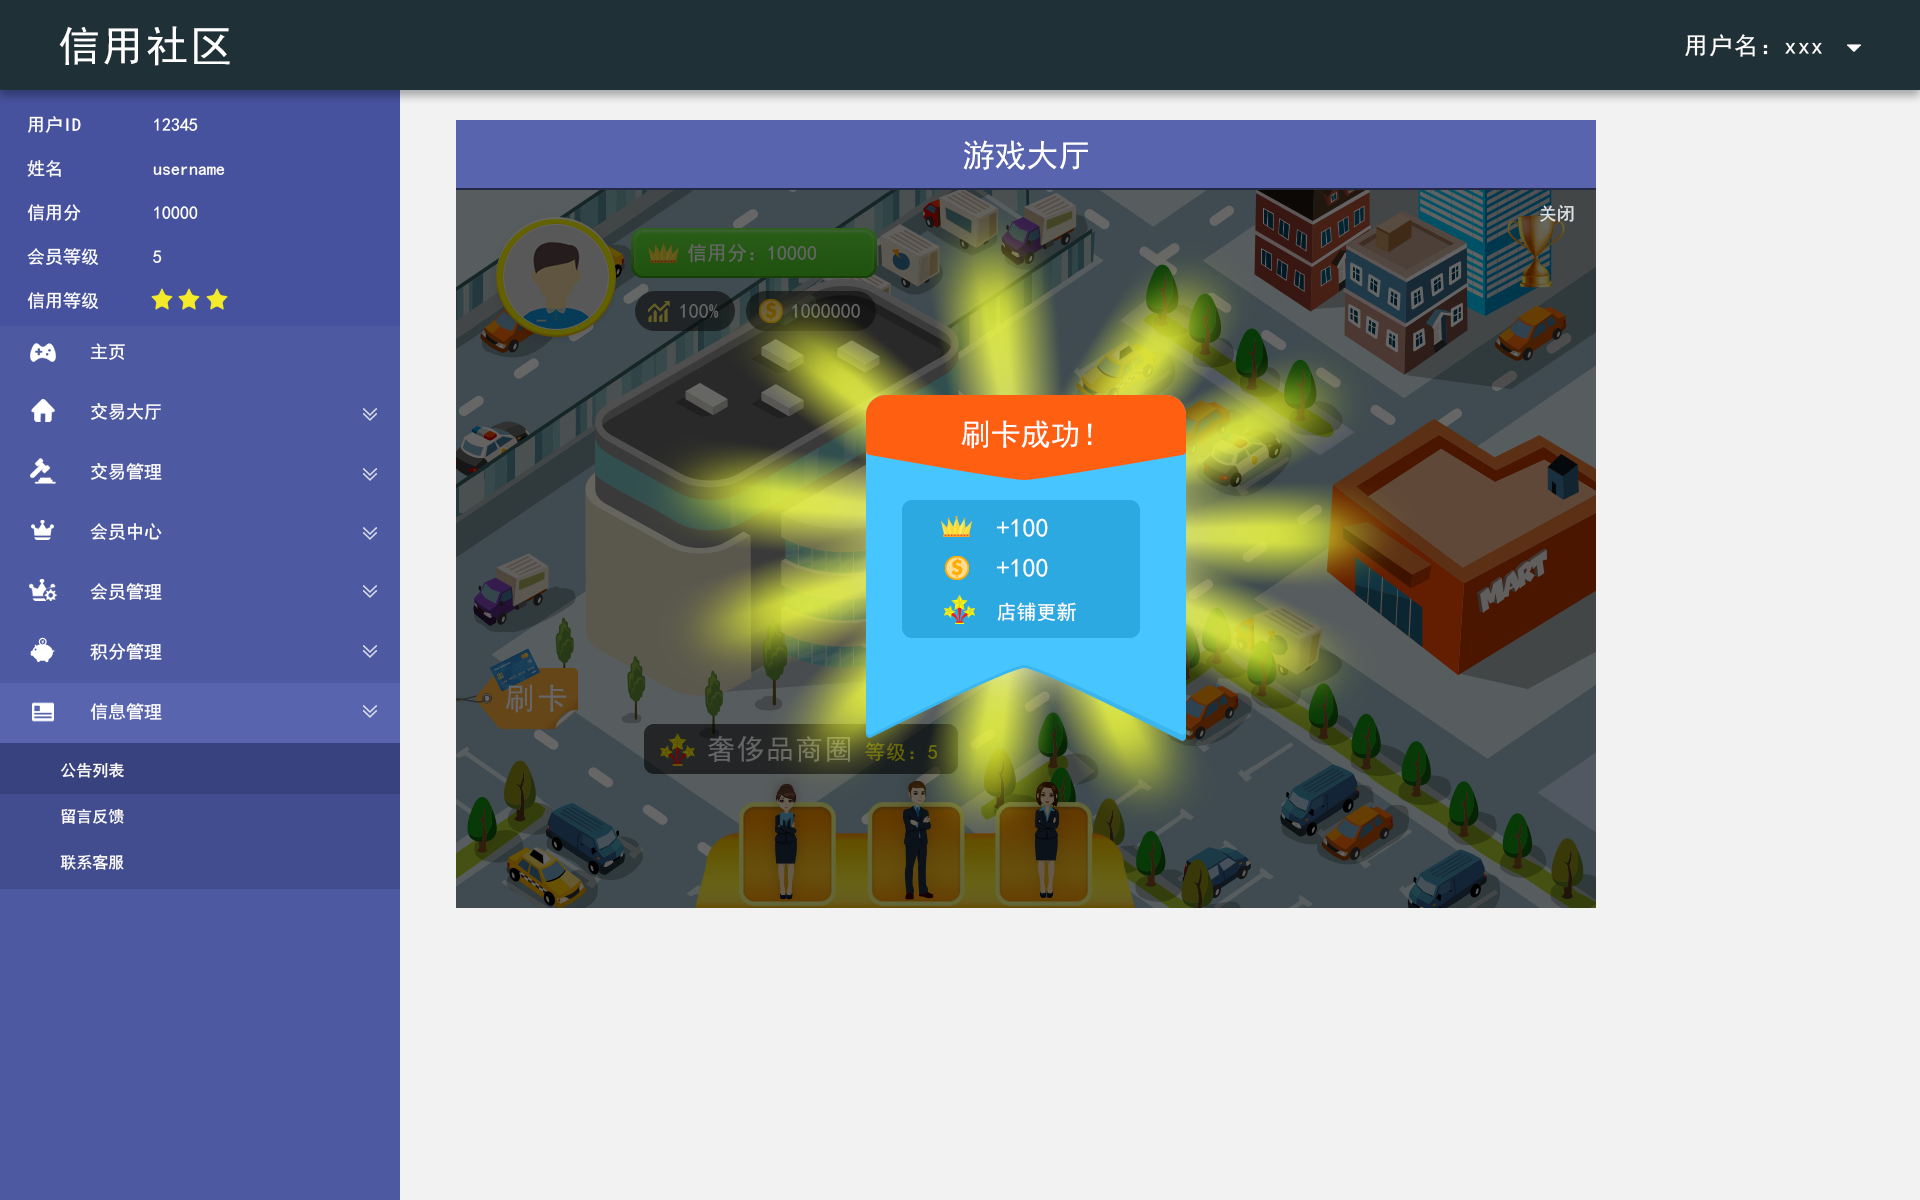 信用社区
用户名：xxx
用户ID 12345
姓名 username
信用分 10000
会员等级 5
信用等级
主页
交易大厅
交易管理
会员中心
会员管理
积分管理
信息管理
公告列表
留言反馈
联系客服
游戏大厅
关闭
信用分：10000
100% 1000000
刷卡成功！
+100
+100
店铺更新
MART
刷卡
奢侈品商圈 等级：5